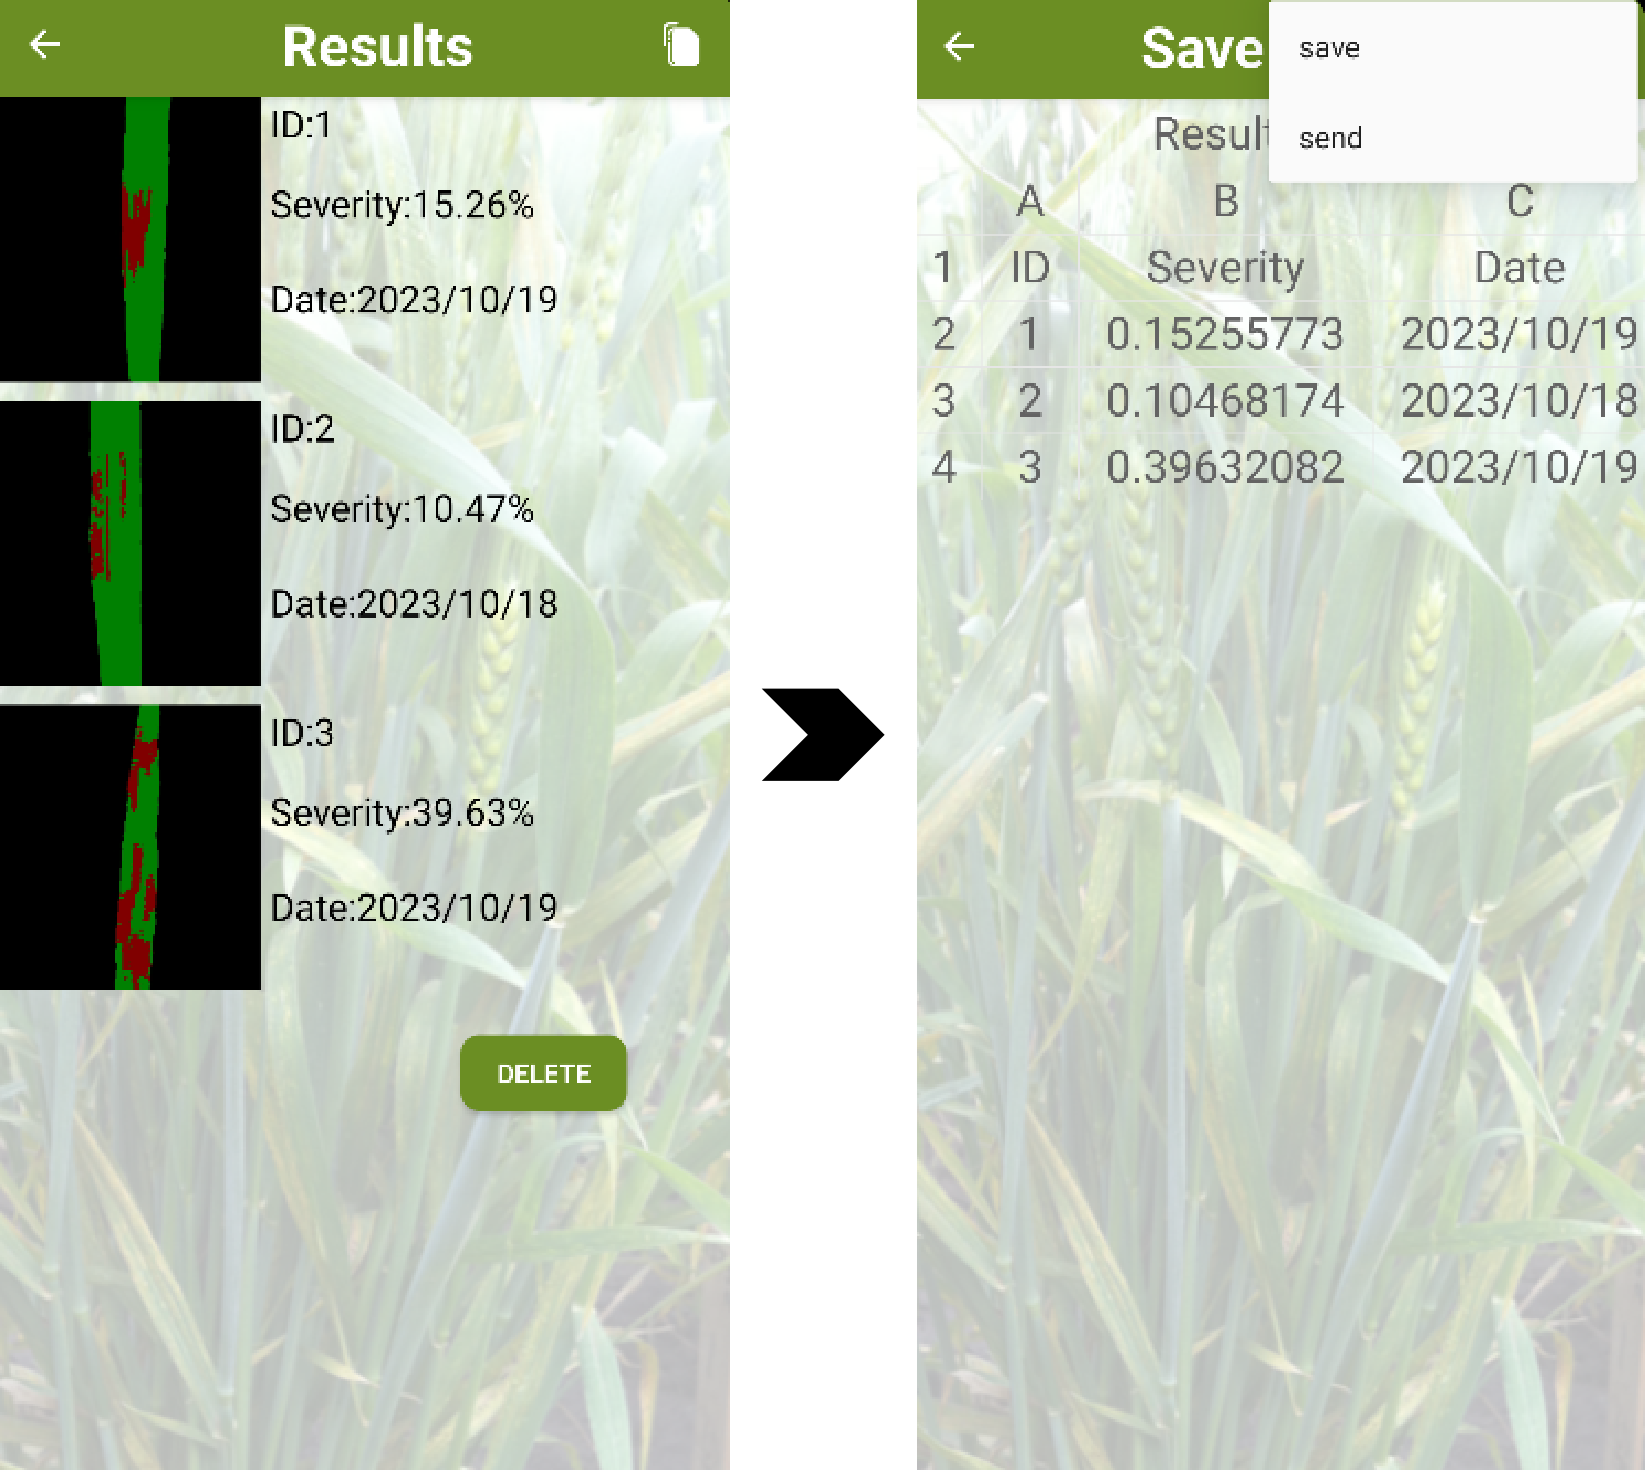 Results
ID:1
Severity:15.26%
Date:2023/10/19
ID:2
Severity:10.47%
Date:2023/10/18
ID:3
Severity:39.63%
Date:2023/10/19
DELETE
Save
save
send
Result
A B C
1 ID Severity Date
2 1 0.15255773 2023/10/19
3 2 0.10468174 2023/10/18
4 3 0.39632082 2023/10/19